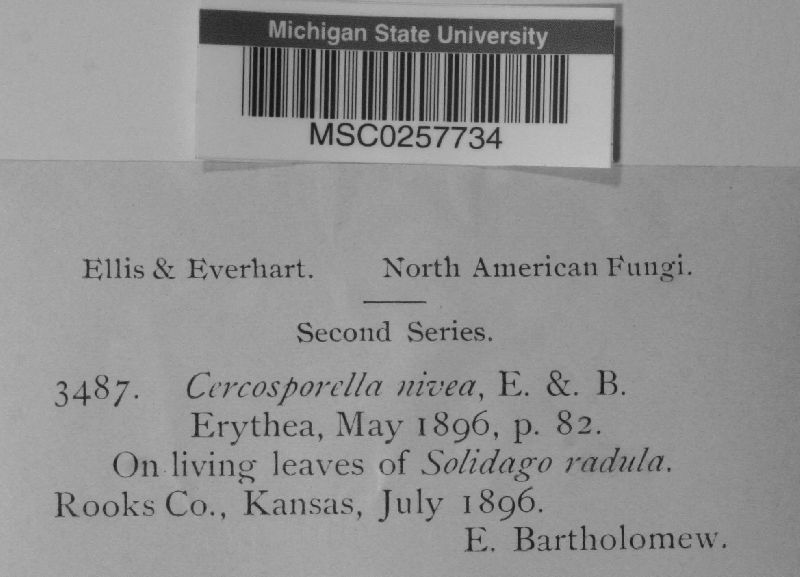 Michigan State University
MSC0257734
Ellis & Everhart. North American Fungi.
Second Series.
3487. Cercosporella nivea, E. &. B.
Erythea, May 1896, p. 82.
On living leaves of Solidago radula.
Rooks Co., Kansas, July 1896.
E. Bartholomew.